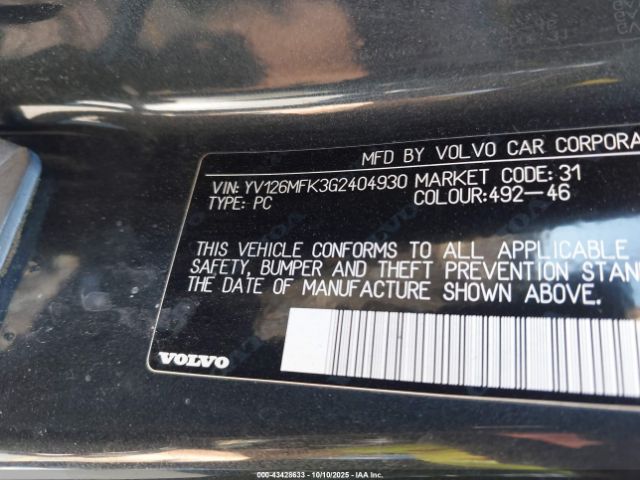 MFD BY VOLVO CAR CORPORA
VIN: YV126MFK3G2404930 MARKET CODE: 31
TYPE: PC COLOUR:492-46
THIS VEHICLE CONFORMS TO ALL APPLICABLE
SAFETY, BUMPER AND THEFT PREVENTION STAN
THE DATE OF MANUFACTURE SHOWN ABOVE.
VOLVO
00-43428633 - 10/10/2025 - IAA Inc. (Owner)